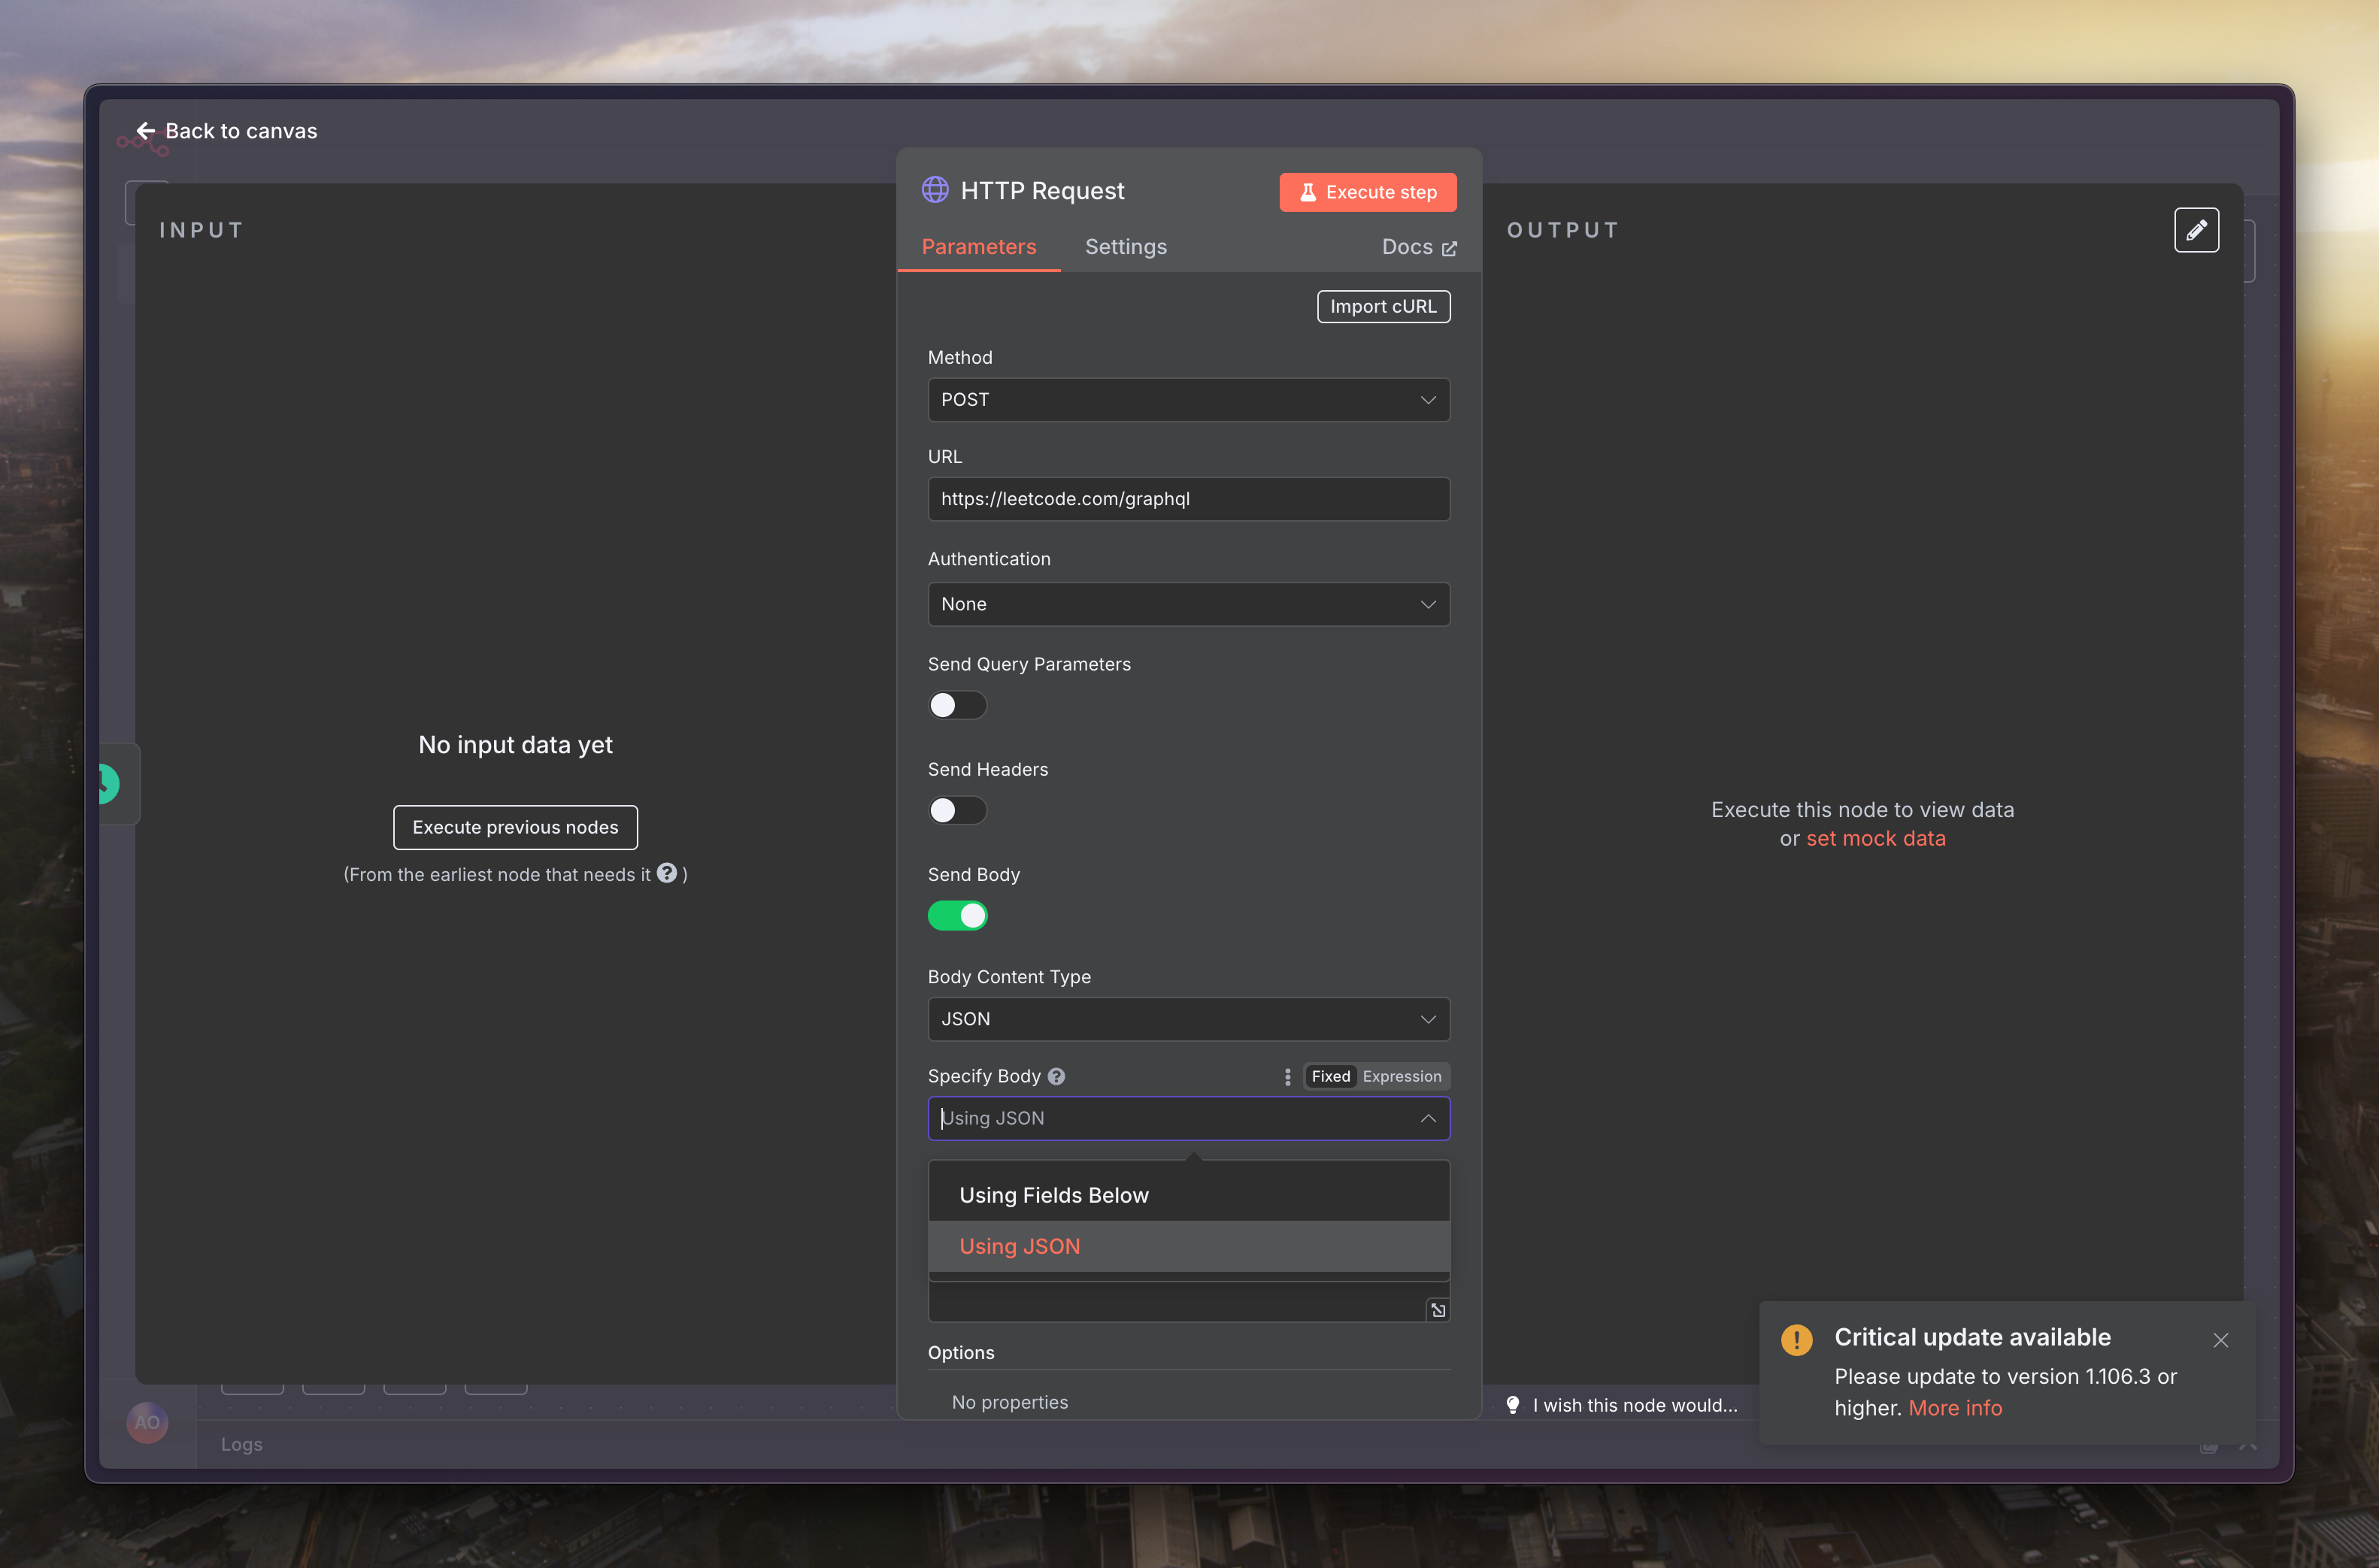 Back to canvas
HTTP Request
Execute step
INPUT
Parameters
Settings
Docs
OUTPUT
Import cURL
Method
POST
URL
https://leetcode.com/graphql
Authentication
None
Send Query Parameters
Send Headers
No input data yet
Execute previous nodes
(From the earliest node that needs it ? )
Execute this node to view data
or set mock data
Send Body
Body Content Type
JSON
Specify Body ?
Fixed
Expression
Using JSON
Using Fields Below
Using JSON
Options
No properties
I wish this node would...
Critical update available
Please update to version 1.106.3 or
higher. More info
AO
Logs